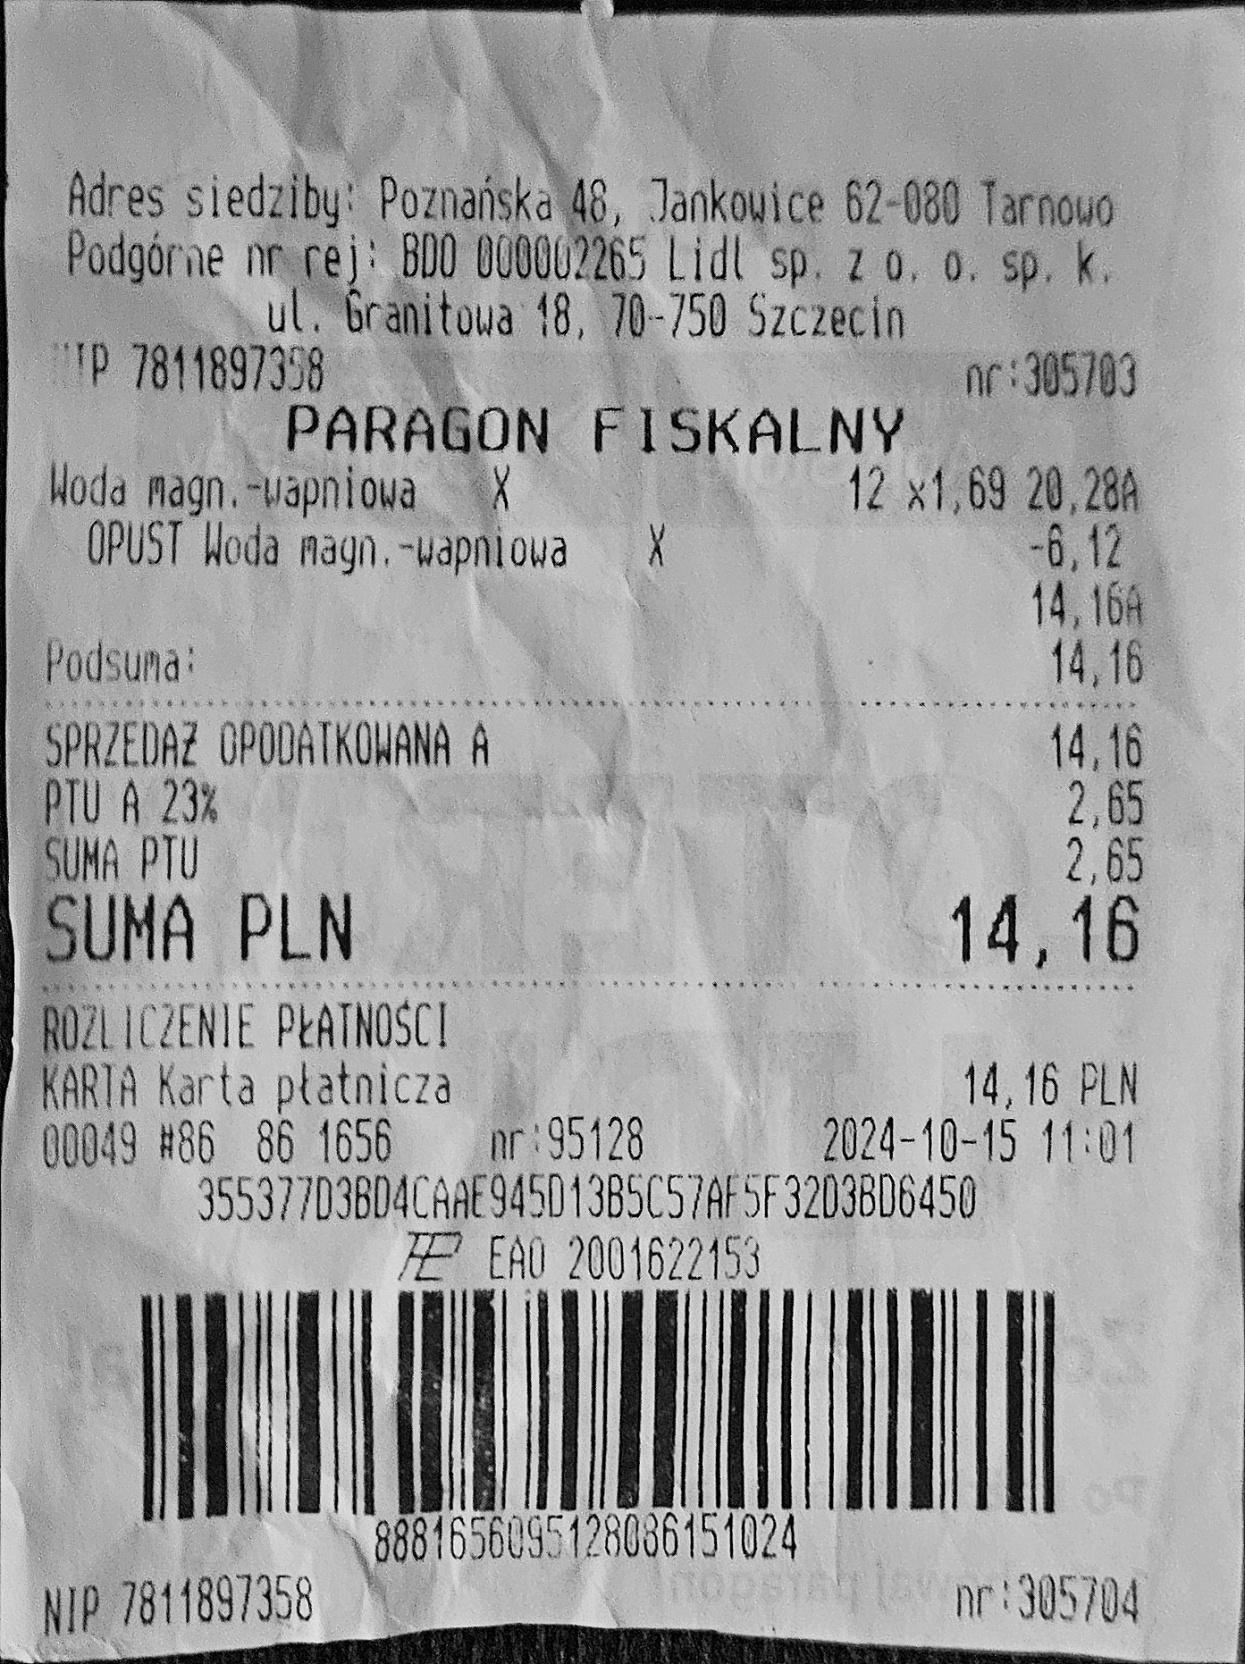 Adres siedziby: Poznańska 48, Jankowice 62-080 Tarnowo
Podgórne nr rej: BDO 000002265 Lidl sp. z o. o. sp. k.
ul. Granitowa 18, 70-750 Szczecin
NIP 7811897358 nr:305703
PARAGON FISKALNY
Woda magn.-wapniowa X 12 x1,69 20,28A
OPUST Woda magn.-wapniowa X -6,12
14,16A
Podsuma: 14,16
SPRZEDAŻ OPODATKOWANA A 14,16
PTU A 23% 2,65
SUMA PTU 2,65
SUMA PLN 14,16
ROZLICZENIE PŁATNOŚCI
KARTA Karta płatnicza 14,16 PLN
00049 #86 86 1656 nr:95128 2024-10-15 11:01
355377D3BD4CAAE945D13B5C57AF5F32D3BD6450
EAO 2001622153
8881656095128086151024
NIP 7811897358 nr:305704